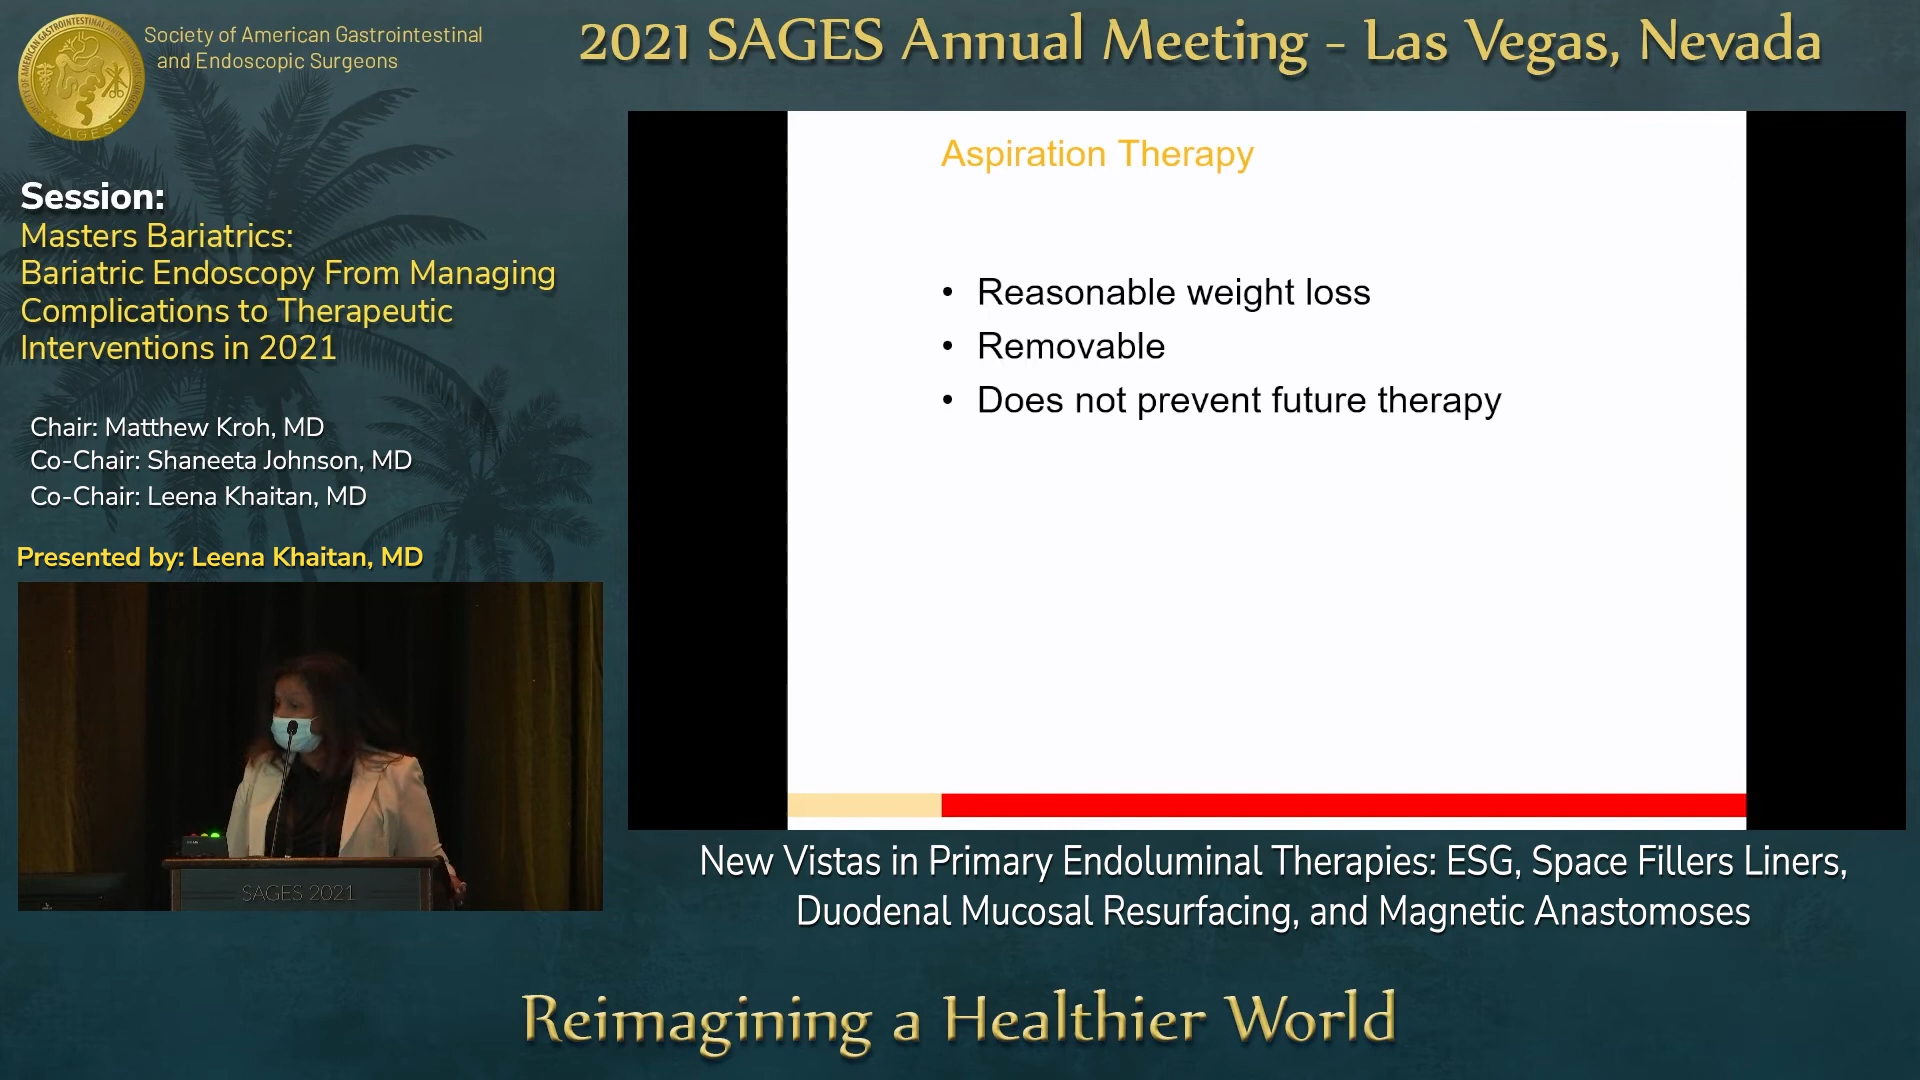 Society of American Gastrointestinal
and Endoscopic Surgeons
2021 SAGES Annual Meeting - Las Vegas, Nevada
Session:
Masters Bariatrics:
Bariatric Endoscopy From Managing
Complications to Therapeutic
Interventions in 2021
Chair: Matthew Kroh, MD
Co-Chair: Shaneeta Johnson, MD
Co-Chair: Leena Khaitan, MD
Presented by: Leena Khaitan, MD
SAGES 2021
Aspiration Therapy
• Reasonable weight loss
• Removable
• Does not prevent future therapy
New Vistas in Primary Endoluminal Therapies: ESG, Space Fillers Liners,
Duodenal Mucosal Resurfacing, and Magnetic Anastomoses
Reimagining a Healthier World